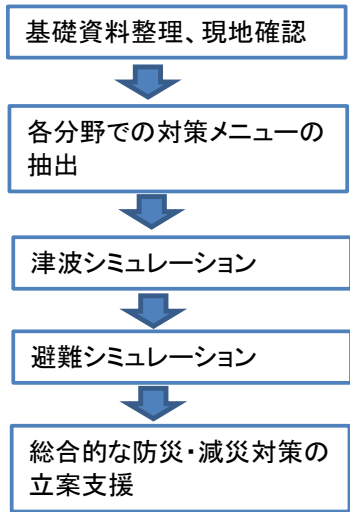 基礎資料整理、現地確認
各分野での対策メニューの
抽出
津波シミュレーション
避難シミュレーション
総合的な防災・減災対策の
立案支援